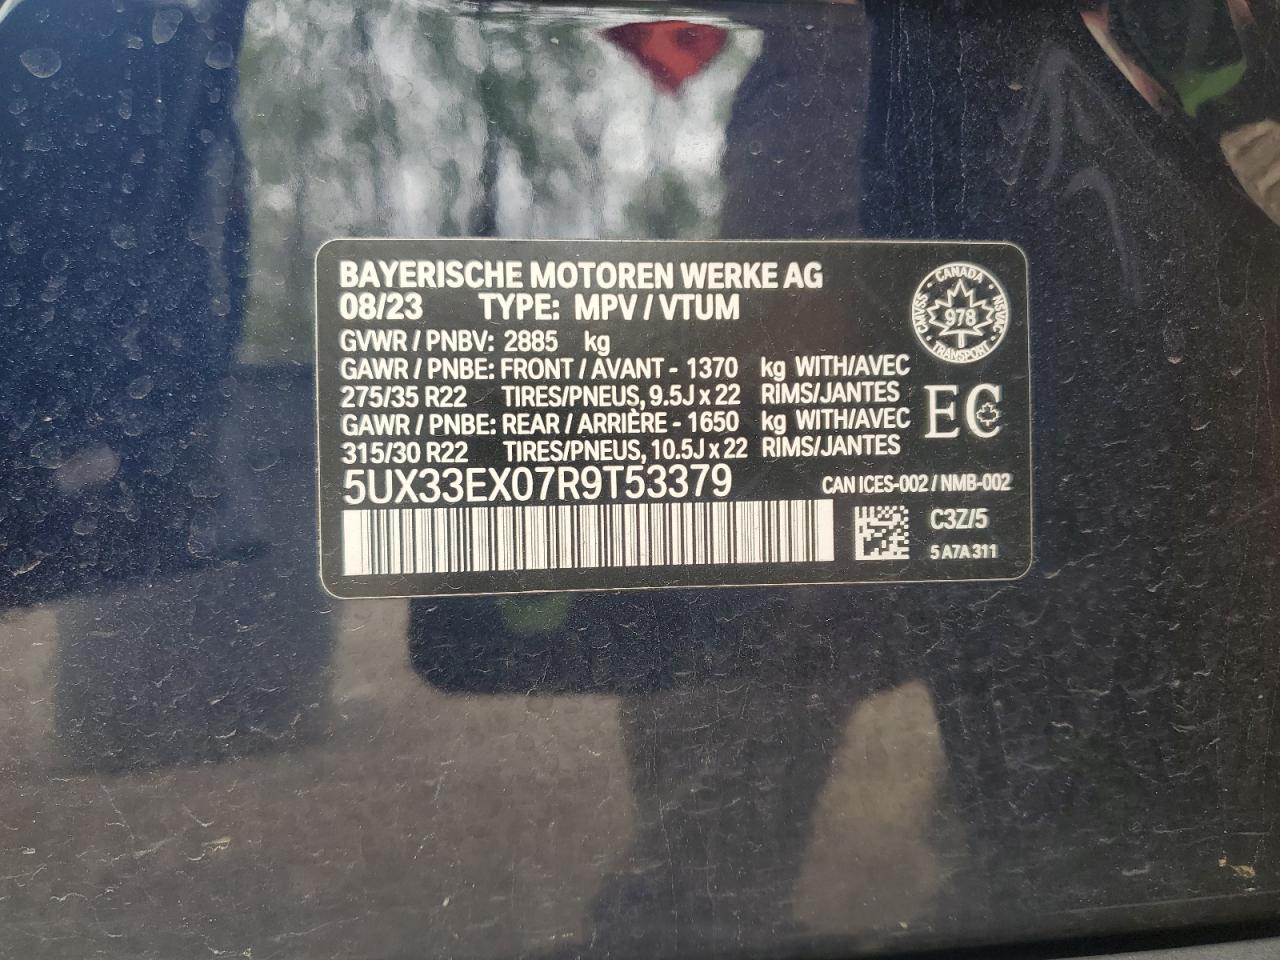 BAYERISCHE MOTOREN WERKE AG
08/23 TYPE: MPV / VTUM
GVWR / PNBV: 2885 kg
GAWR / PNBE: FRONT / AVANT - 1370 kg WITH/AVEC
275/35 R22 TIRES/PNEUS, 9.5J x 22 RIMS/JANTES
GAWR / PNBE: REAR / ARRIÈRE - 1650 kg WITH/AVEC
315/30 R22 TIRES/PNEUS, 10.5J x 22 RIMS/JANTES
5UX33EX07R9T53379
CANADA
CMVSS
NSVAC
978
TRANSPORT
EC
CAN ICES-002 / NMB-002
C3Z/5
5 A7A 311